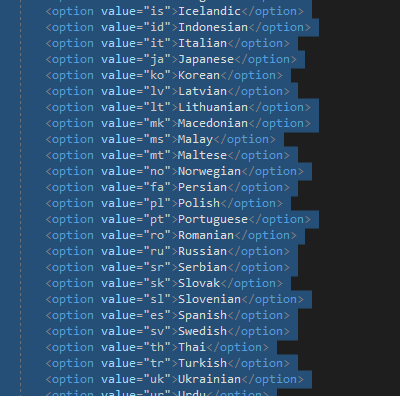 <option value="is">Icelandic</option>
<option value="id">Indonesian</option>
<option value="it">Italian</option>
<option value="ja">Japanese</option>
<option value="ko">Korean</option>
<option value="lv">Latvian</option>
<option value="lt">Lithuanian</option>
<option value="mk">Macedonian</option>
<option value="ms">Malay</option>
<option value="mt">Maltese</option>
<option value="no">Norwegian</option>
<option value="fa">Persian</option>
<option value="pl">Polish</option>
<option value="pt">Portuguese</option>
<option value="ro">Romanian</option>
<option value="ru">Russian</option>
<option value="sr">Serbian</option>
<option value="sk">Slovak</option>
<option value="sl">Slovenian</option>
<option value="es">Spanish</option>
<option value="sv">Swedish</option>
<option value="th">Thai</option>
<option value="tr">Turkish</option>
<option value="uk">Ukrainian</option>
<option value="ur">Urdu</option>